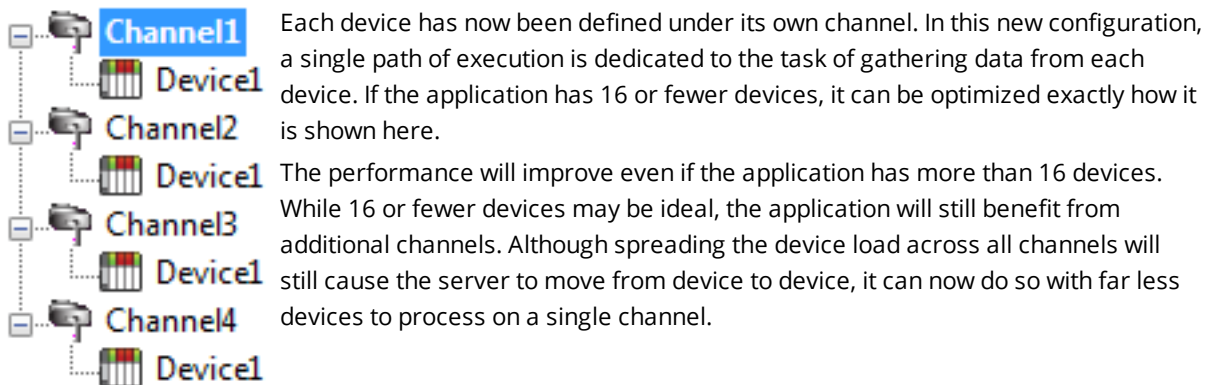 Channel1
Device1
Channel2
Device1
Channel3
Device1
Channel4
Device1
Each device has now been defined under its own channel. In this new configuration,
a single path of execution is dedicated to the task of gathering data from each
device. If the application has 16 or fewer devices, it can be optimized exactly how it
is shown here.
The performance will improve even if the application has more than 16 devices.
While 16 or fewer devices may be ideal, the application will still benefit from
additional channels. Although spreading the device load across all channels will
still cause the server to move from device to device, it can now do so with far less
devices to process on a single channel.